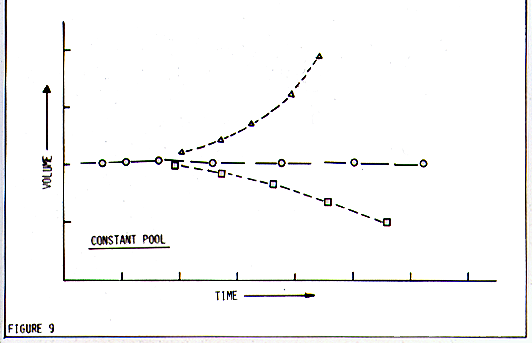 VOLUME
CONSTANT POOL
TIME
FIGURE 9